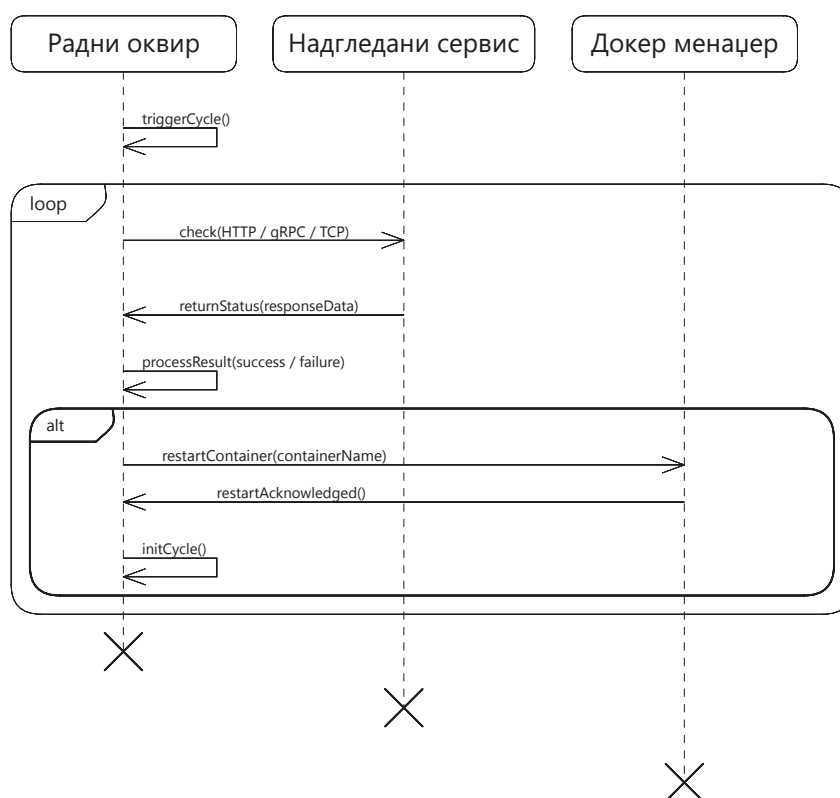 Радни оквир
Надгледани сервис
Докер менаџер
triggerCycle()
loop
check(HTTP / gRPC / TCP)
returnStatus(responseData)
processResult(success / failure)
alt
restartContainer(containerName)
restartAcknowledged()
initCycle()